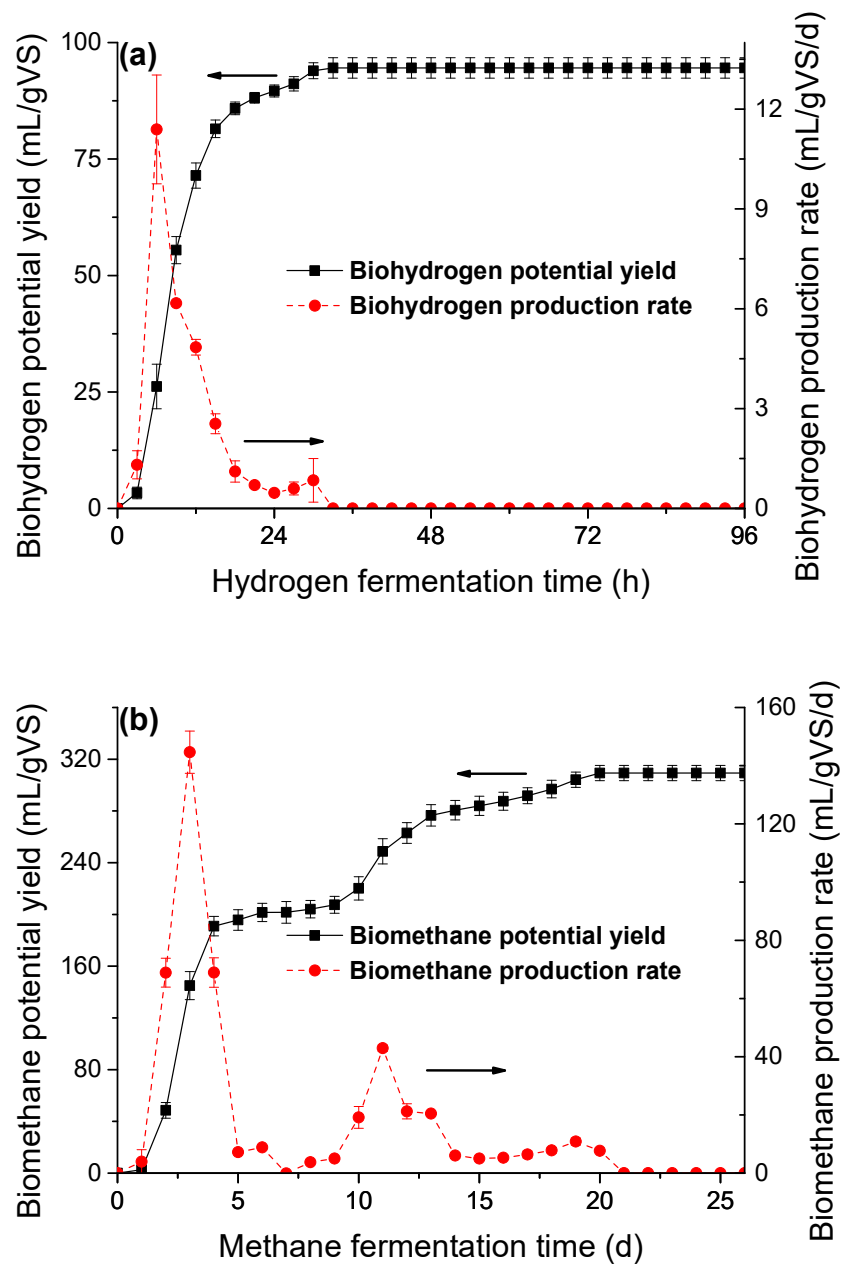 (a)
Biohydrogen potential yield (mL/gVS)
100
75
50
25
0
Biohydrogen potential yield
Biohydrogen production rate
12
9
6
3
0
Biohydrogen production rate (mL/gVS/d)
0 24 48 72 96
Hydrogen fermentation time (h)
(b)
Biomethane potential yield (mL/gVS)
320
240
160
80
0
Biomethane potential yield
Biomethane production rate
160
120
80
40
0
Biomethane production rate (mL/gVS/d)
0 5 10 15 20 25
Methane fermentation time (d)